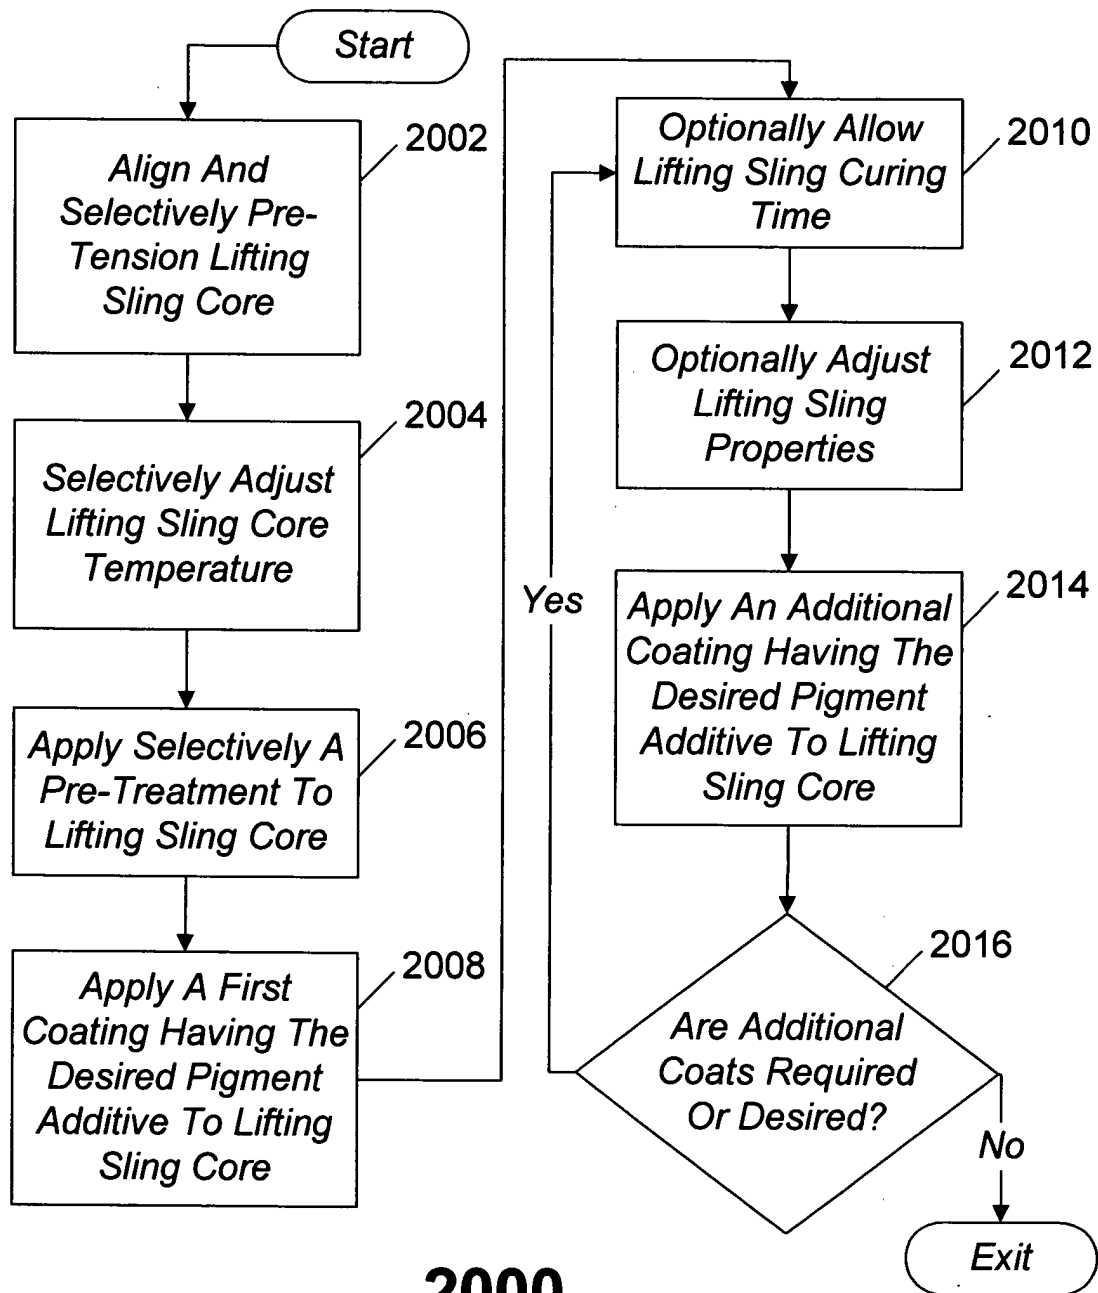 Start
2002
Align And
Selectively Pre-
Tension Lifting
Sling Core
2004
Selectively Adjust
Lifting Sling Core
Temperature
2006
Apply Selectively A
Pre-Treatment To
Lifting Sling Core
2008
Apply A First
Coating Having The
Desired Pigment
Additive To Lifting
Sling Core
2010
Optionally Allow
Lifting Sling Curing
Time
2012
Optionally Adjust
Lifting Sling
Properties
2014
Apply An Additional
Coating Having The
Desired Pigment
Additive To Lifting
Sling Core
2016
Are Additional
Coats Required
Or Desired?
Yes
No
Exit
2000